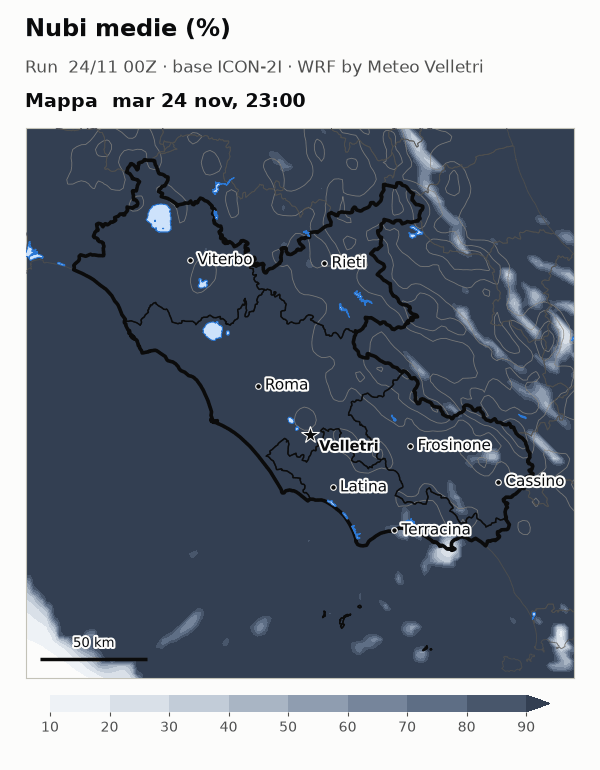 Nubi medie (%)
Run  24/11 00Z · base ICON-2I · WRF by Meteo Velletri
Mappa  mar 24 nov, 23:00
Viterbo
Rieti
Roma
Velletri
Frosinone
Latina
Cassino
Terracina
50 km
10 20 30 40 50 60 70 80 90